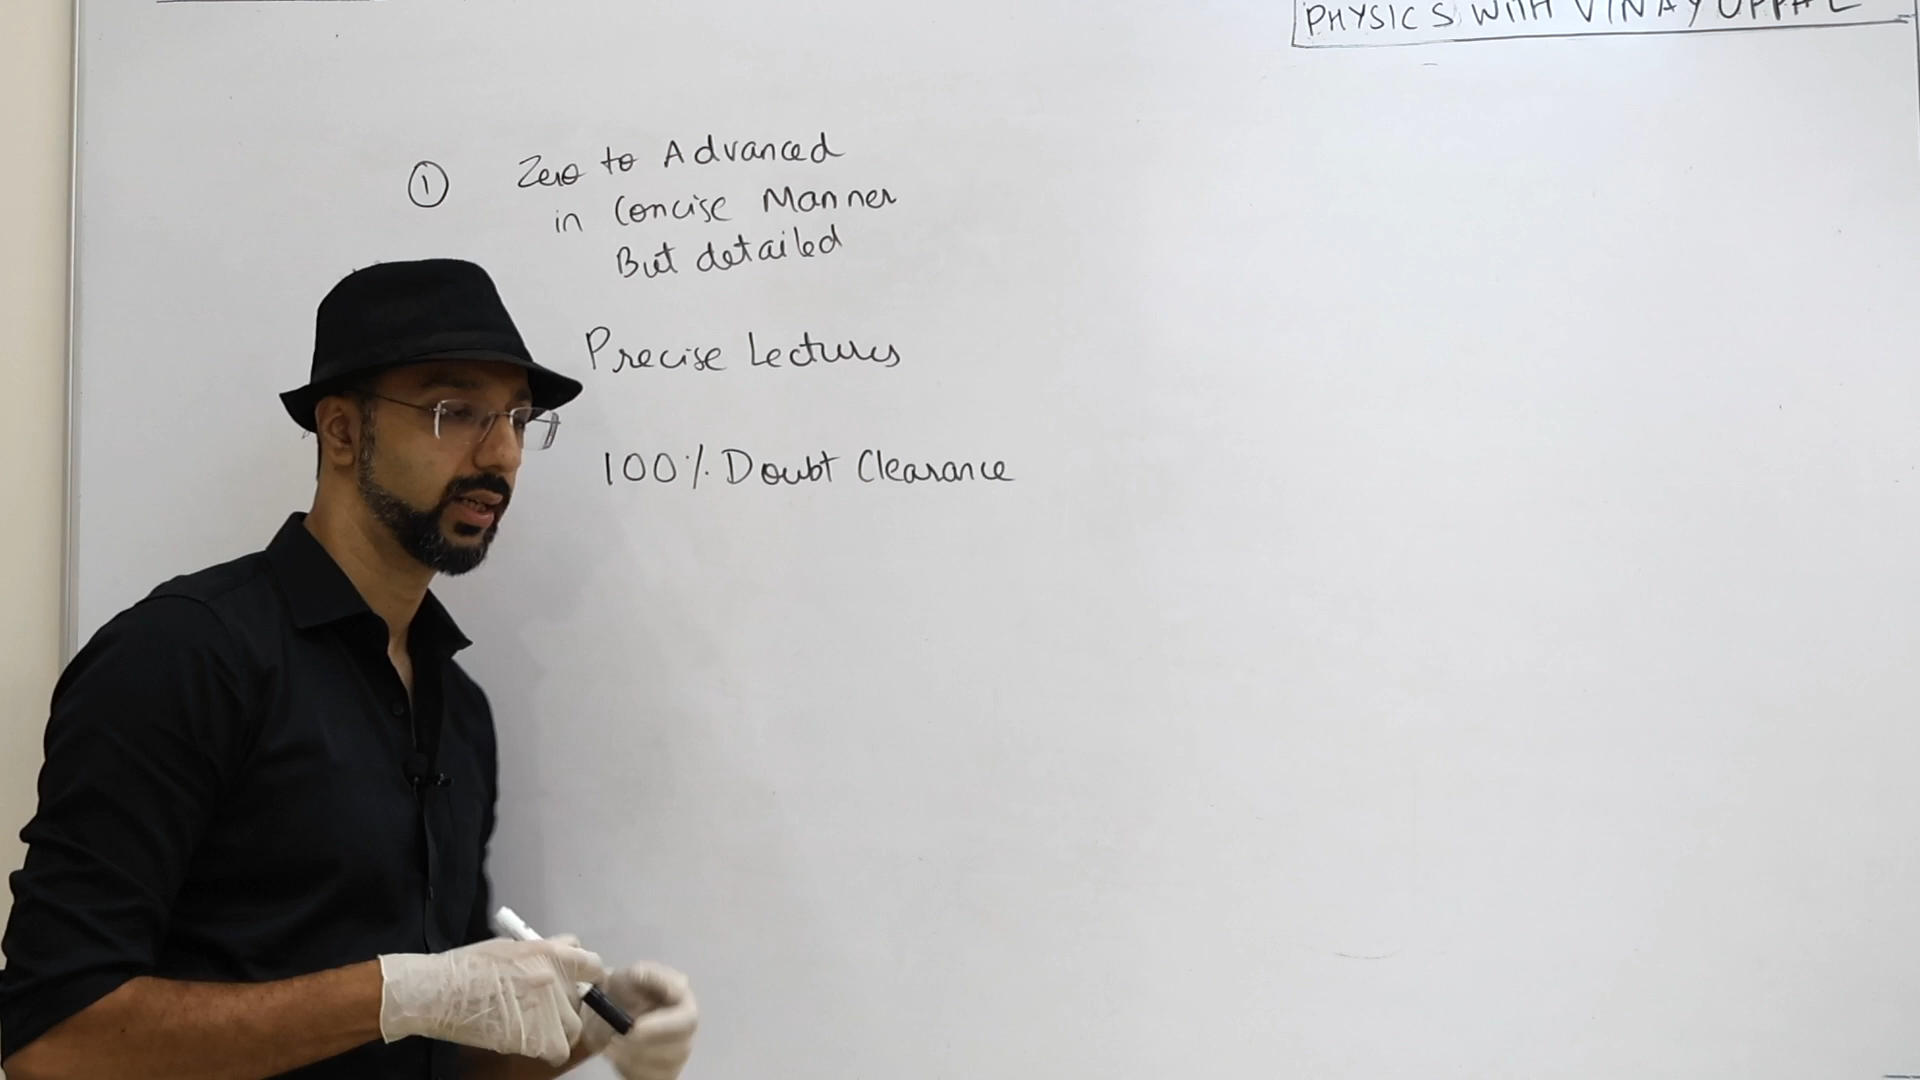 PHYSICS WITH VINAY UPPAL
① Zero to Advanced
in Concise Manner
But detailed
Precise Lectures
100% Doubt Clearance